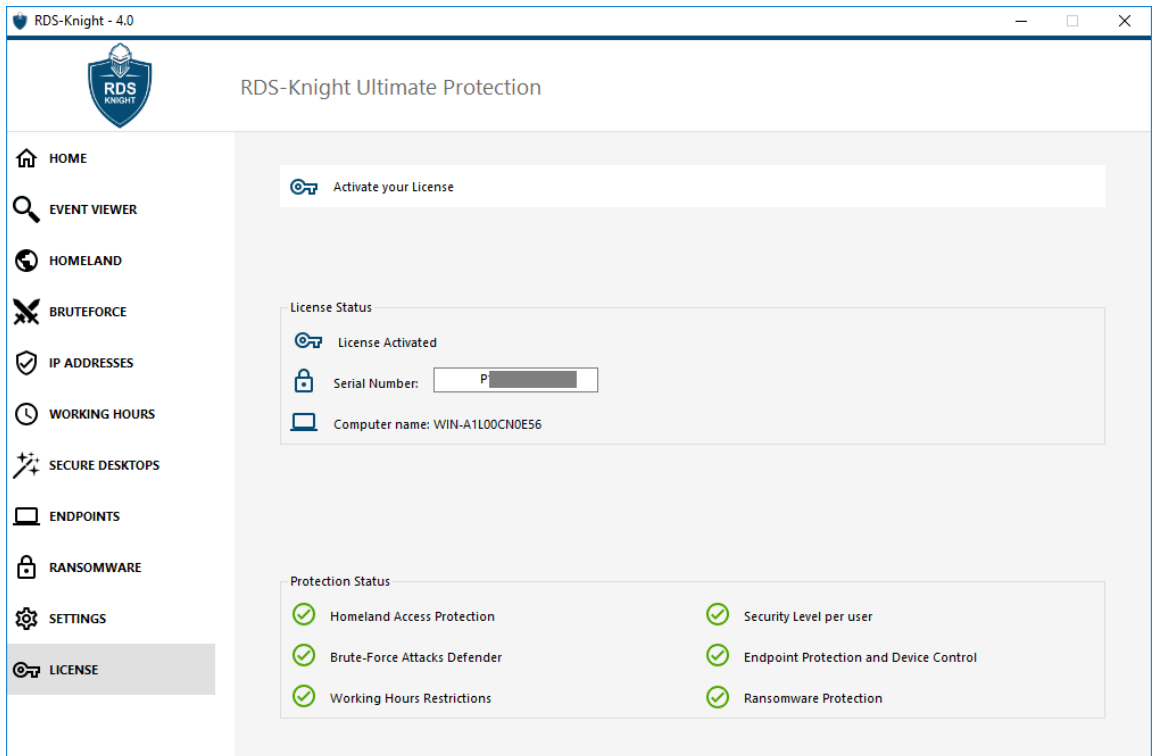 RDS-Knight - 4.0
RDS
KNIGHT
RDS-Knight Ultimate Protection
HOME
EVENT VIEWER
HOMELAND
BRUTEFORCE
IP ADDRESSES
WORKING HOURS
SECURE DESKTOPS
ENDPOINTS
RANSOMWARE
SETTINGS
LICENSE
Activate your License
License Status
License Activated
Serial Number: P
Computer name: WIN-A1L00CN0E56
Protection Status
Homeland Access Protection
Security Level per user
Brute-Force Attacks Defender
Endpoint Protection and Device Control
Working Hours Restrictions
Ransomware Protection